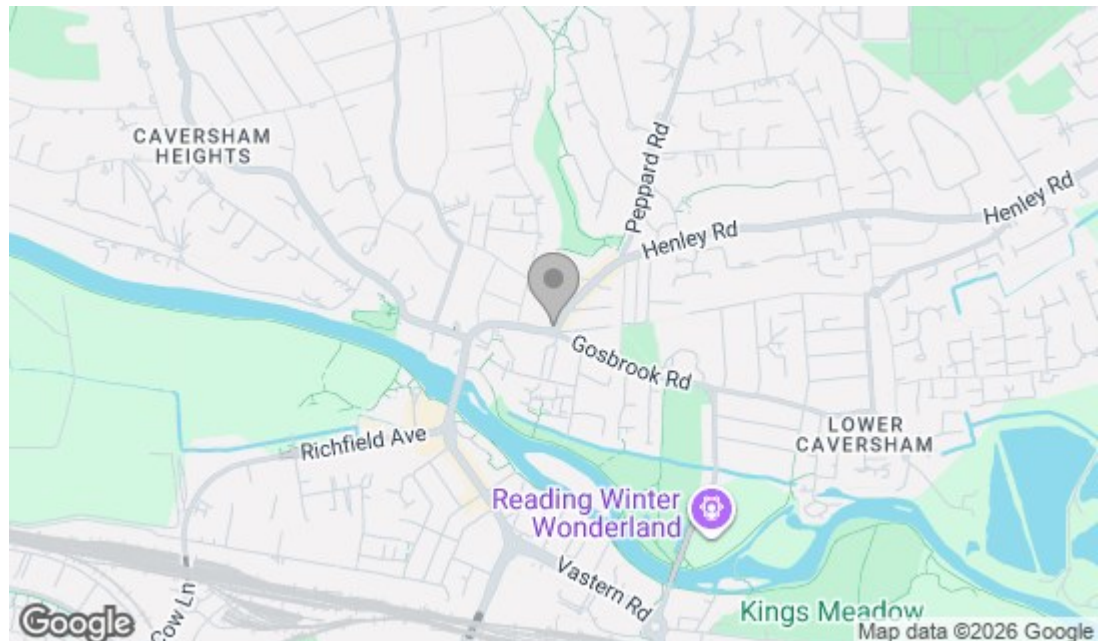 CAVERSHAM
HEIGHTS
Peppard Rd
Henley Rd
Henley Rd
Gosbrook Rd
LOWER
CAVERSHAM
Richfield Ave
Reading Winter
Wonderland
Vastern Rd
Cow Ln
Kings Meadow
Google
Map data ©2026 Google